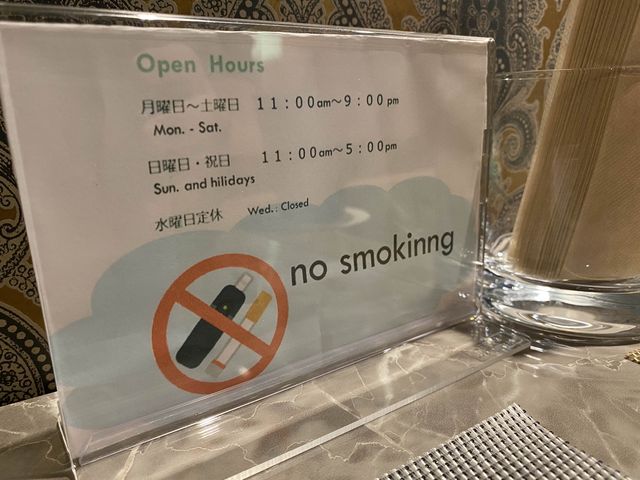 Open Hours
月曜日～土曜日 11：00am～9：00pm
Mon. - Sat.
日曜日・祝日 11：00am～5：00pm
Sun. and hilidays
水曜日定休 Wed.: Closed
no smokinng